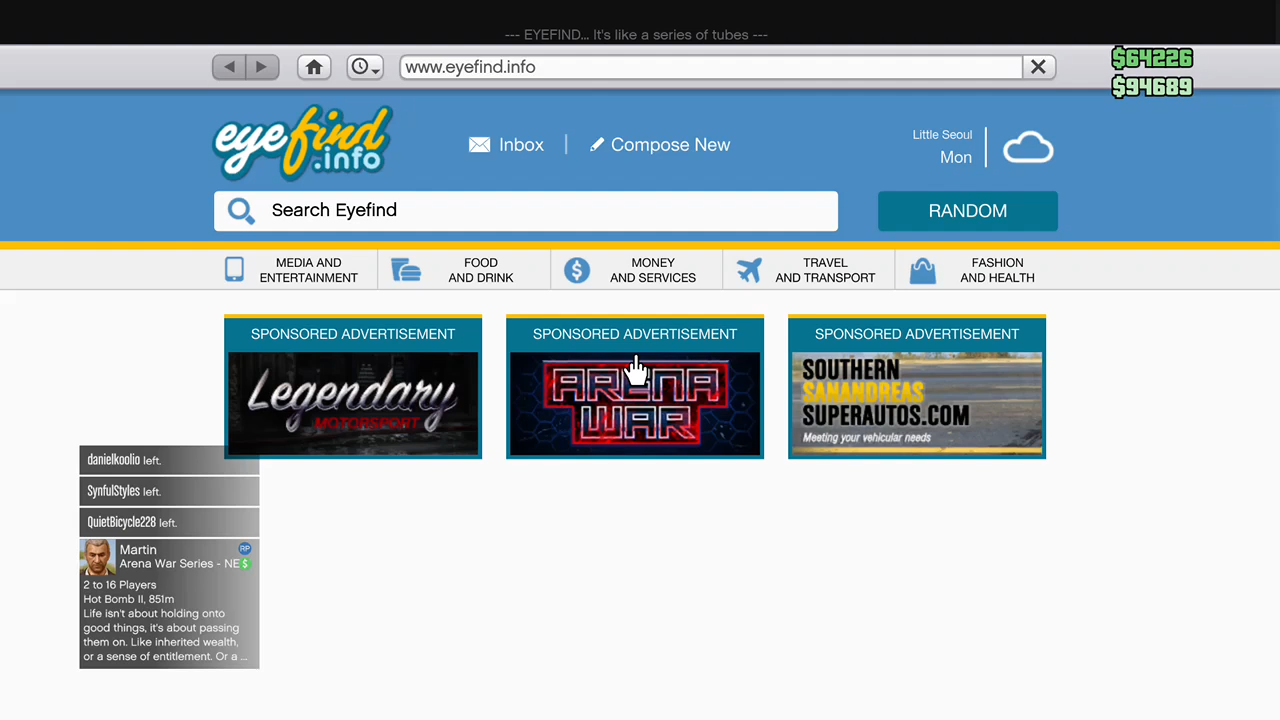 --- EYEFIND... It's like a series of tubes ---
www.eyefind.info
$64226
$94689
eyefind
.info
Inbox
Compose New
Little Seoul
Mon
Search Eyefind
RANDOM
MEDIA AND
ENTERTAINMENT
FOOD
AND DRINK
MONEY
AND SERVICES
TRAVEL
AND TRANSPORT
FASHION
AND HEALTH
SPONSORED ADVERTISEMENT
Legendary
MOTORSPORT
SPONSORED ADVERTISEMENT
ARENA
WAR
SPONSORED ADVERTISEMENT
SOUTHERN
SANANDREAS
SUPERAUTOS.COM
Meeting your vehicular needs
danielkoolio left.
SynfulStyles left.
QuietBicycle228 left.
Martin
RP
Arena War Series - NE
$
2 to 16 Players
Hot Bomb II, 851m
Life isn't about holding onto
good things, it's about passing
them on. Like inherited wealth,
or a sense of entitlement. Or a ...